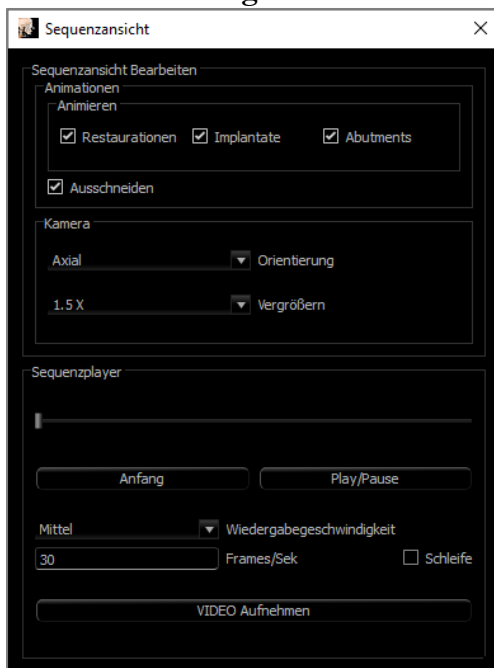 Sequenzansicht
Sequenzansicht Bearbeiten
Animationen
Animieren
Restaurationen Implantate Abutments
Ausschneiden
Kamera
Axial Orientierung
1.5 X Vergrößern
Sequenzplayer
Anfang Play/Pause
Mittel Wiedergabegeschwindigkeit
30 Frames/Sek Schleife
VIDEO Aufnehmen